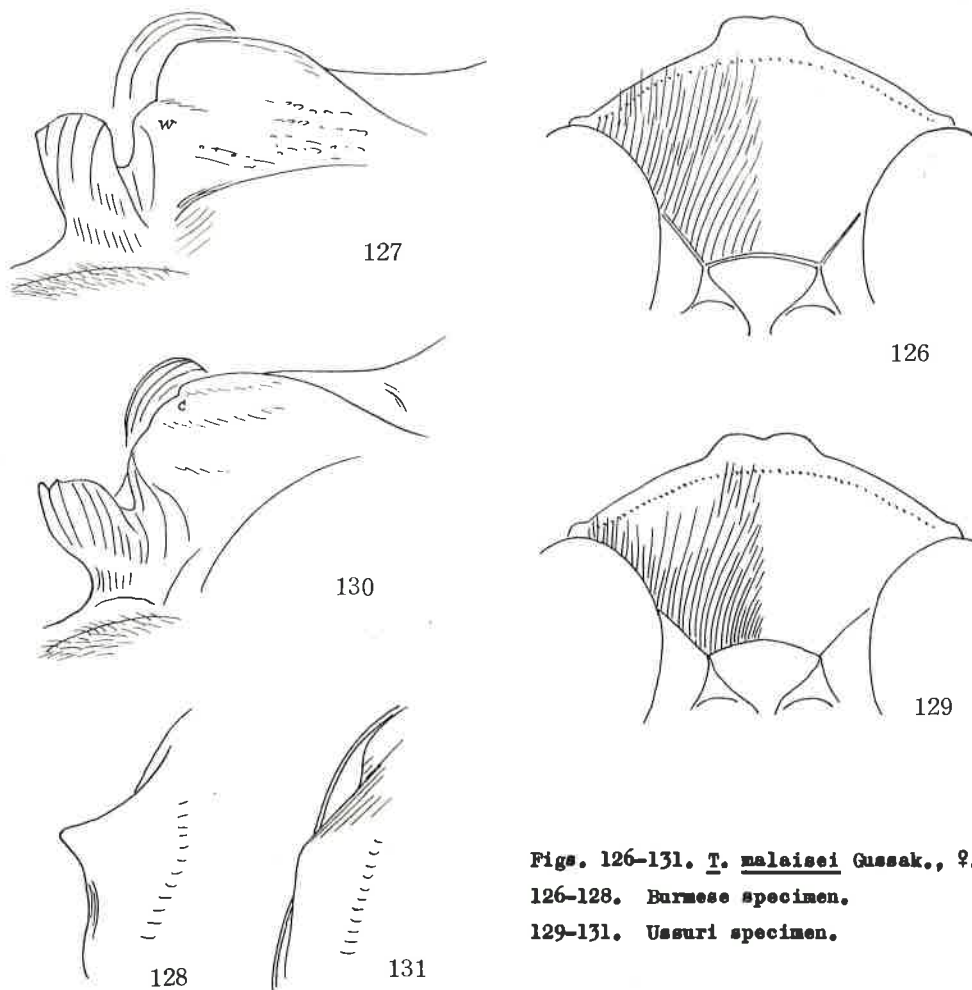 w
127
126
c
130
129
128
131
Figs. 126-131. T. malaisei Gussak., ♀.
126-128. Burmese specimen.
129-131. Ussuri specimen.